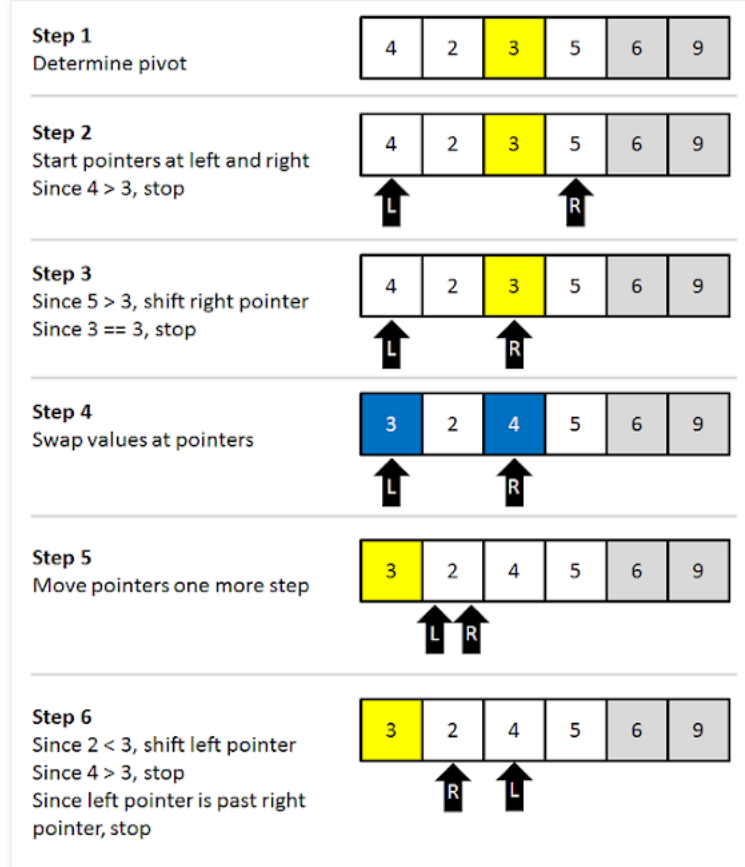 Step 1
Determine pivot
4 2 3 5 6 9
Step 2
Start pointers at left and right
Since 4 > 3, stop
4 2 3 5 6 9
L R
Step 3
Since 5 > 3, shift right pointer
Since 3 == 3, stop
4 2 3 5 6 9
L R
Step 4
Swap values at pointers
3 2 4 5 6 9
L R
Step 5
Move pointers one more step
3 2 4 5 6 9
L R
Step 6
Since 2 < 3, shift left pointer
Since 4 > 3, stop
Since left pointer is past right
pointer, stop
3 2 4 5 6 9
R L